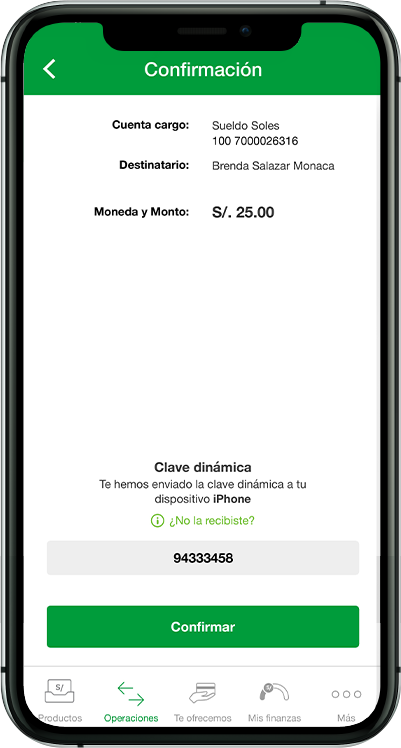 Confirmación
Cuenta cargo: Sueldo Soles
100 7000026316
Destinatario: Brenda Salazar Monaca
Moneda y Monto: S/. 25.00
Clave dinámica
Te hemos enviado la clave dinámica a tu
dispositivo iPhone
¿No la recibiste?
94333458
Confirmar
S/
S/
Productos Operaciones Te ofrecemos Mis finanzas Más